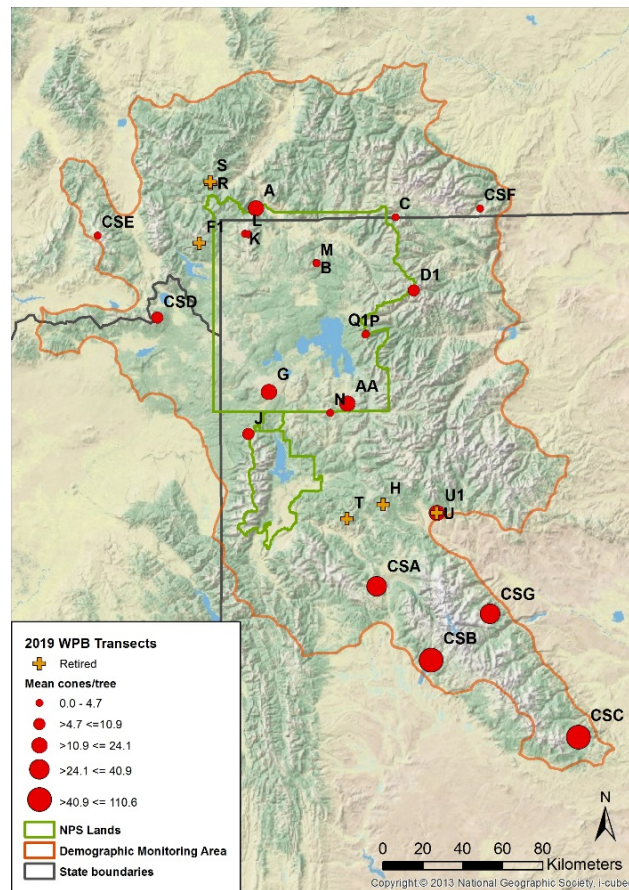 S
R
A
C
CSF
L
K
F1
CSE
M
B
D1
CSD
Q1P
G
AA
N
J
U1
U
H
T
CSA
CSG
CSB
CSC
2019 WPB Transects
Retired
Mean cones/tree
0.0 - 4.7
>4.7 <=10.9
>10.9 <= 24.1
>24.1 <= 40.9
>40.9 <= 110.6
NPS Lands
Demographic Monitoring Area
State boundaries
N
0 20 40 60 80
Kilometers
Copyright:© 2013 National Geographic Society, i-cubed